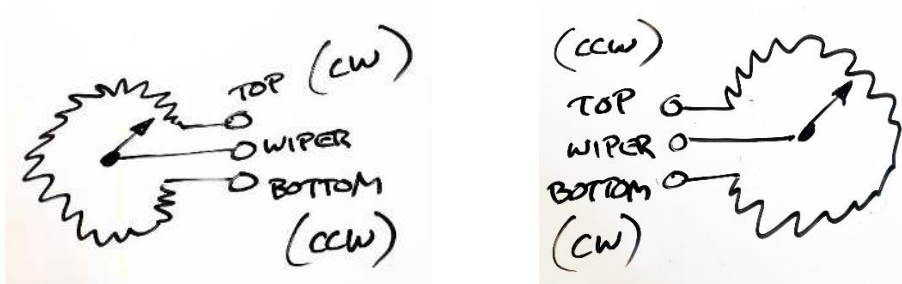 TOP (CW)
WIPER
BOTTOM
(CCW)
(CCW)
TOP
WIPER
BOTTOM
(CW)